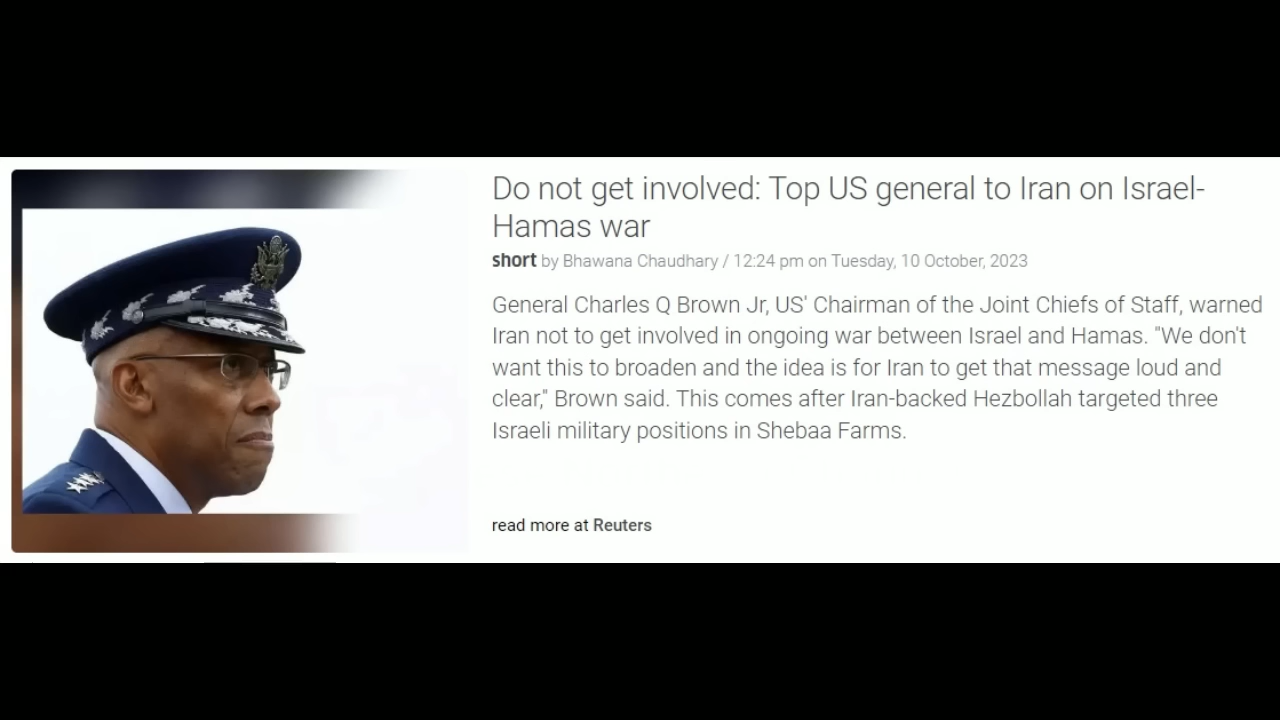 Do not get involved: Top US general to Iran on Israel-
Hamas war
short by Bhawana Chaudhary / 12:24 pm on Tuesday, 10 October, 2023
General Charles Q Brown Jr, US' Chairman of the Joint Chiefs of Staff, warned
Iran not to get involved in ongoing war between Israel and Hamas. "We don't
want this to broaden and the idea is for Iran to get that message loud and
clear," Brown said. This comes after Iran-backed Hezbollah targeted three
Israeli military positions in Shebaa Farms.
read more at Reuters